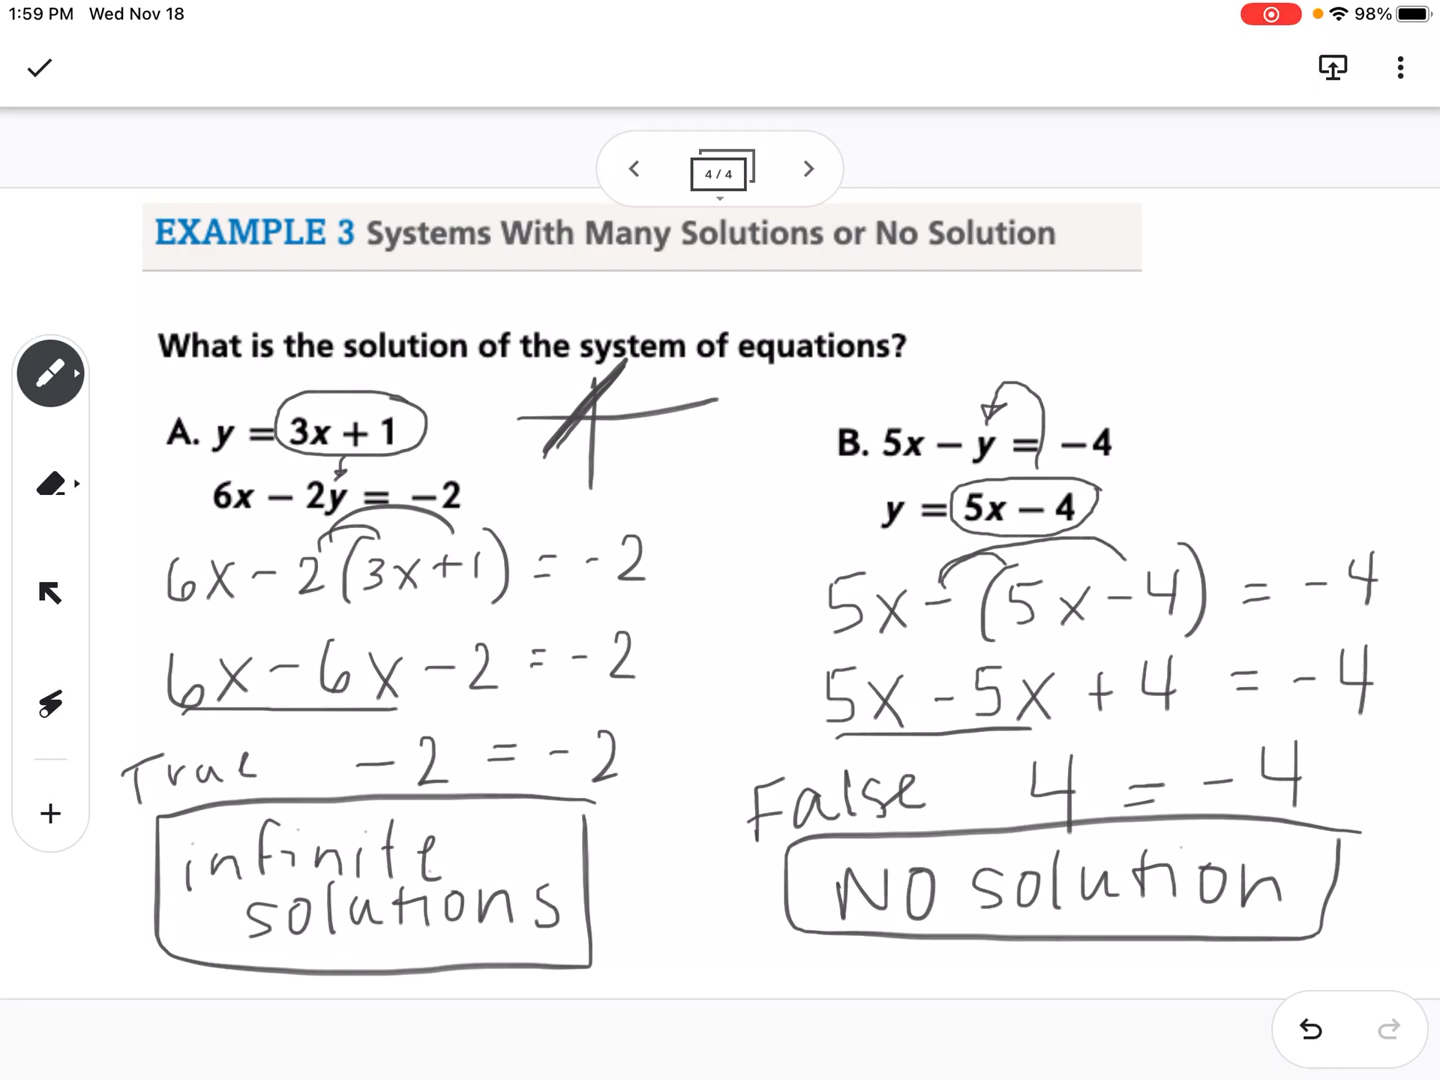 1:59 PM Wed Nov 18
98%
4 / 4
EXAMPLE 3 Systems With Many Solutions or No Solution
What is the solution of the system of equations?
A. y = 3x + 1
6x − 2y = −2
6x - 2(3x+1) = -2
6x - 6x - 2 = -2
True -2 = -2
infinite
solutions
B. 5x − y = −4
y = 5x − 4
5x - (5x - 4) = -4
5x - 5x + 4 = -4
False 4 = -4
No solution